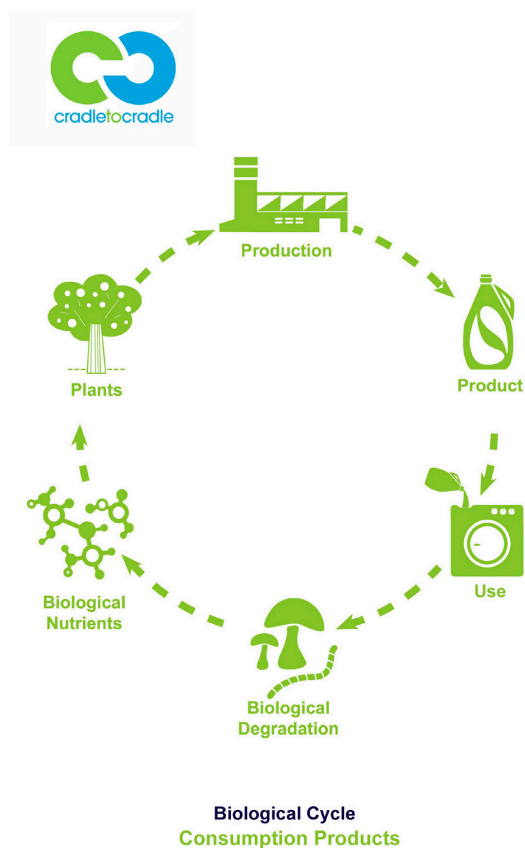 cradletocradle
Production
Plants
Product
Biological
Nutrients
Use
Biological
Degradation
Biological Cycle
Consumption Products